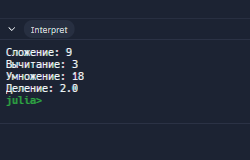 Interpret
Сложение: 9
Вычитание: 3
Умножение: 18
Деление: 2.0
julia>